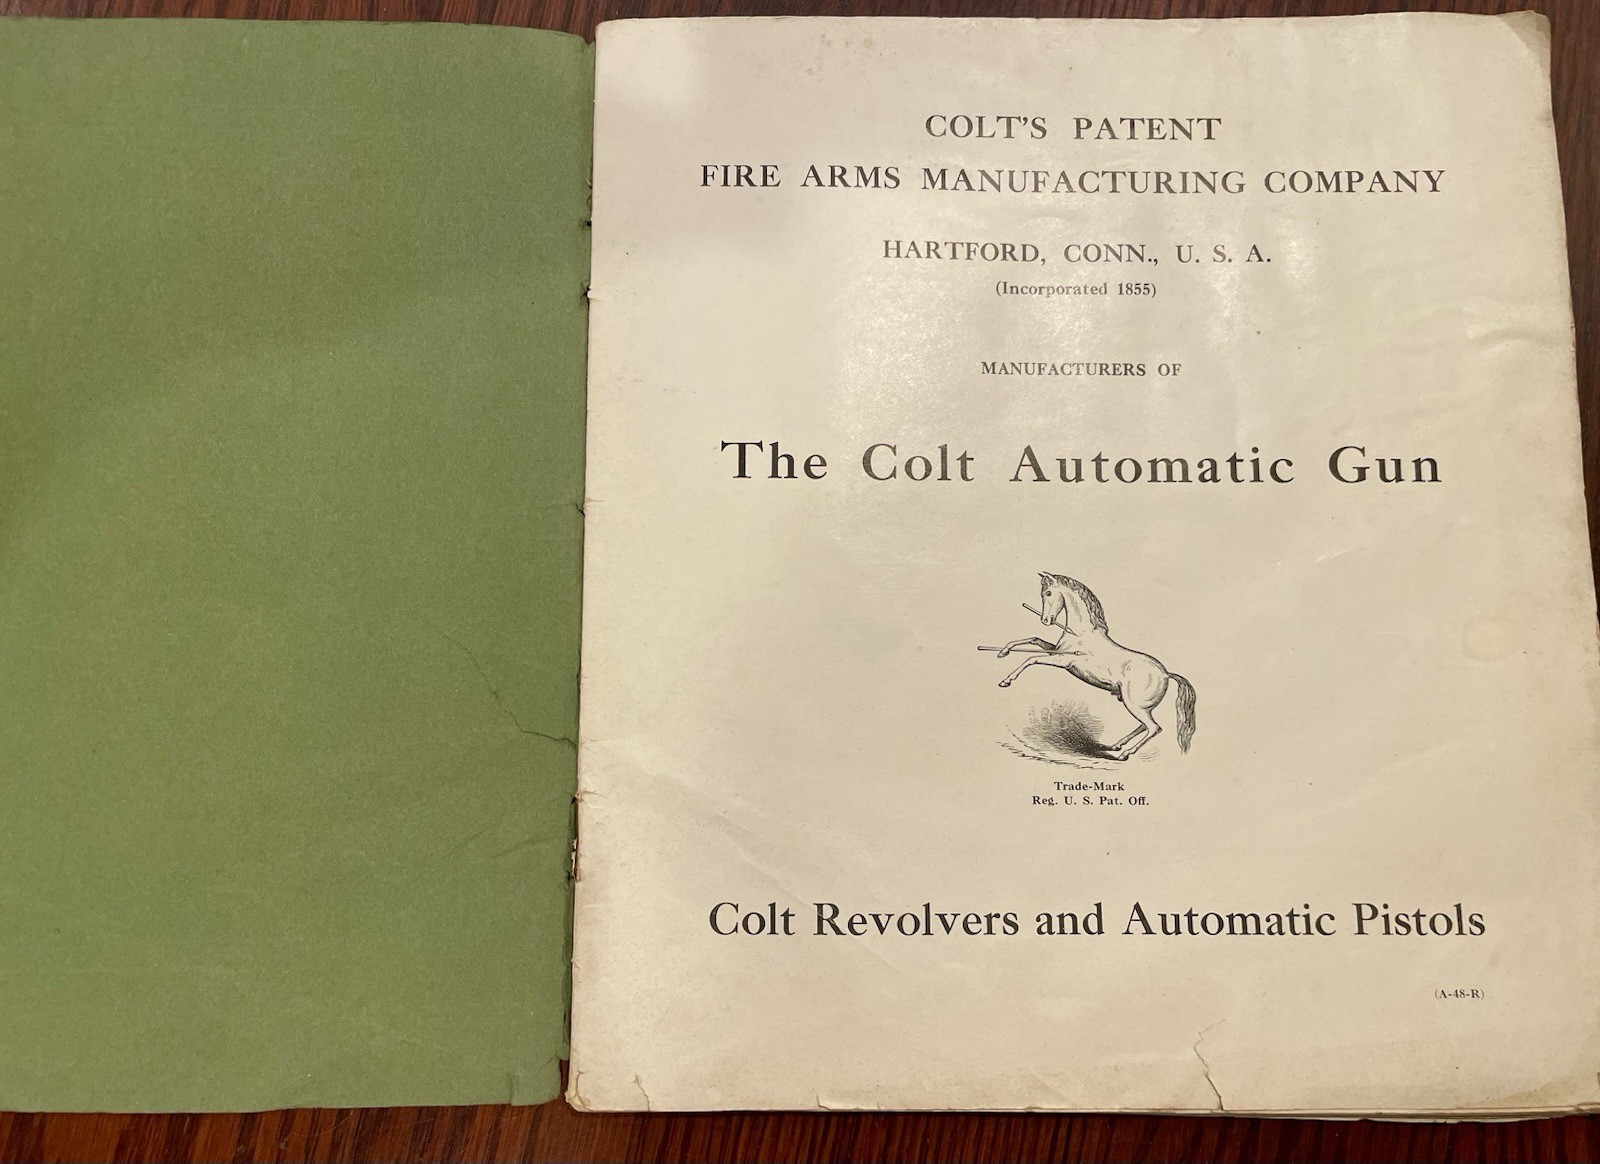 COLT'S PATENT
FIRE ARMS MANUFACTURING COMPANY
HARTFORD, CONN., U. S. A.
(Incorporated 1855)
MANUFACTURERS OF
The Colt Automatic Gun
Trade-Mark
Reg. U. S. Pat. Off.
Colt Revolvers and Automatic Pistols
(A-48-R)